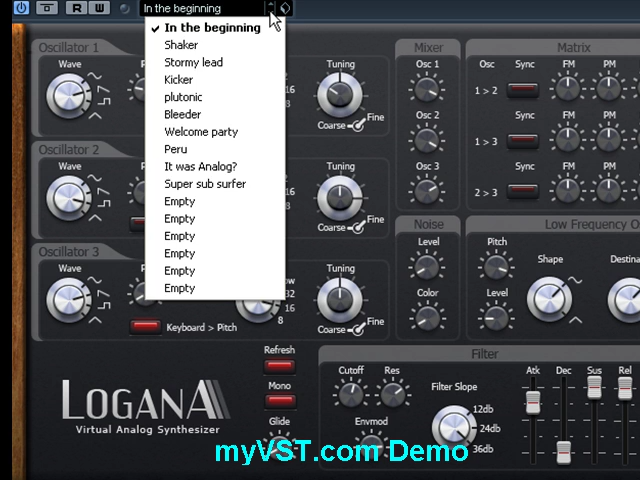 R W In the beginning
In the beginning
Shaker
Stormy lead
Kicker
plutonic
Bleeder
Welcome party
Peru
It was Analog?
Super sub surfer
Empty
Empty
Empty
Empty
Empty
Empty
Oscillator 1
Wave
Tuning
16
8
Coarse Fine
Oscillator 2
Wave
Tuning
16
8
Coarse Fine
Oscillator 3
Wave
Tuning
32
16
8
Coarse Fine
Keyboard > Pitch
Mixer
Osc 1
Osc 2
Osc 3
Matrix
Osc Sync FM PM
1 > 2
Sync FM PM
1 > 3
Sync FM PM
2 > 3
Noise
Level
Color
Low Frequency O
Pitch
Shape
Destina
Level
LOGANA
Virtual Analog Synthesizer
Refresh
Mono
Glide
Filter
Cutoff Res
Envmod
Filter Slope
12db
24db
36db
Atk Dec Sus Rel
myVST.com Demo